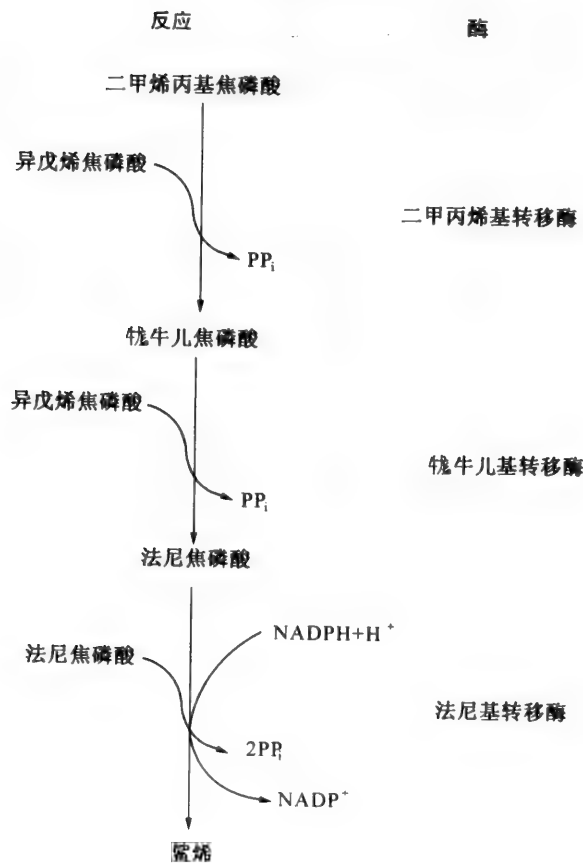 反应 酶
二甲烯丙基焦磷酸
异戊烯焦磷酸
二甲丙烯基转移酶
PPi
牻牛儿焦磷酸
异戊烯焦磷酸
牻牛儿基转移酶
PPi
法尼焦磷酸
NADPH+H+
法尼焦磷酸
法尼基转移酶
2PPi
NADP+
鲨烯